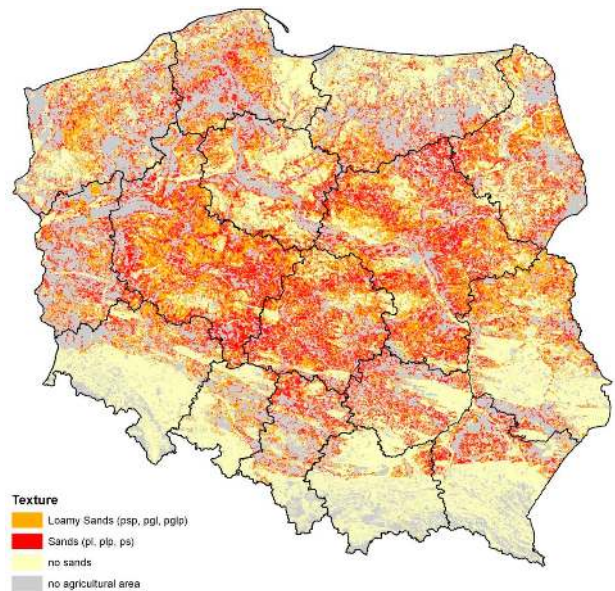 Texture
Loamy Sands (psp, pgl, pglp)
Sands (pl, plp, ps)
no sands
no agricultural area